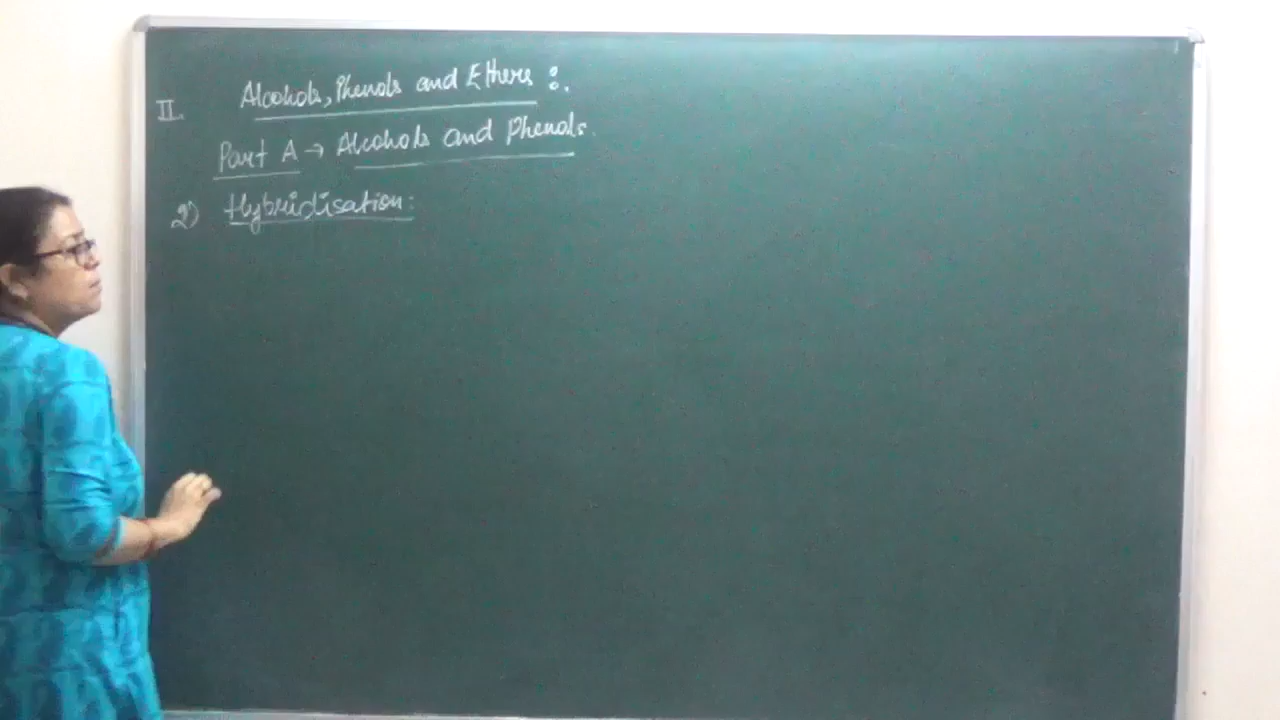 II. Alcohols, Phenols and Ethers :.
Part A → Alcohols and Phenols.
2) Hybridisation: